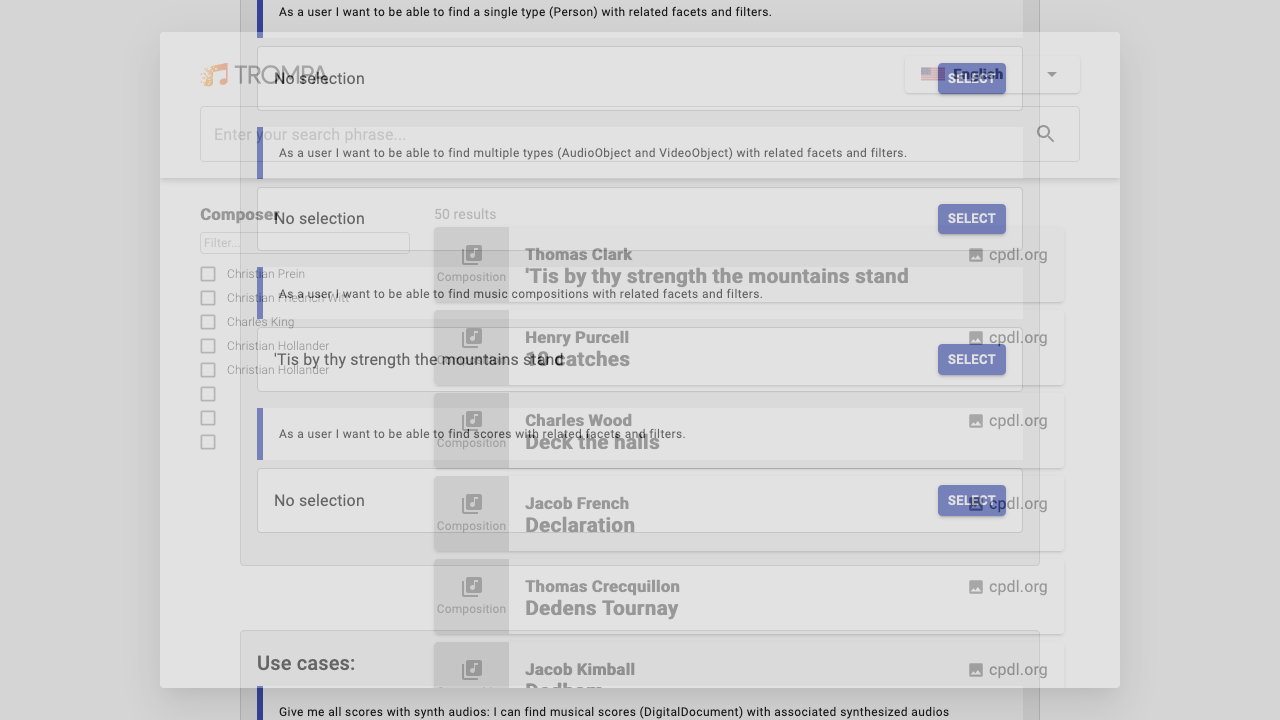 As a user I want to be able to find a single type (Person) with related facets and filters.
TROMPA
English
No selection
SELECT
Enter your search phrase...
As a user I want to be able to find multiple types (AudioObject and VideoObject) with related facets and filters.
No selection
SELECT
Composer
Filter...
Christian Prein
Christian Friedrich Witt
Charles King
Christian Hollander
Christian Hollander
50 results
Composition
Thomas Clark
'Tis by thy strength the mountains stand
cpdl.org
As a user I want to be able to find music compositions with related facets and filters.
Composition
Henry Purcell
10 catches
cpdl.org
'Tis by thy strength the mountains stand
SELECT
Composition
Charles Wood
Deck the halls
cpdl.org
As a user I want to be able to find scores with related facets and filters.
No selection
SELECT
Composition
Jacob French
Declaration
cpdl.org
Composition
Thomas Crecquillon
Dedens Tournay
cpdl.org
Jacob Kimball
Dedham
cpdl.org
Use cases:
Give me all scores with synth audios: I can find musical scores (DigitalDocument) with associated synthesized audios